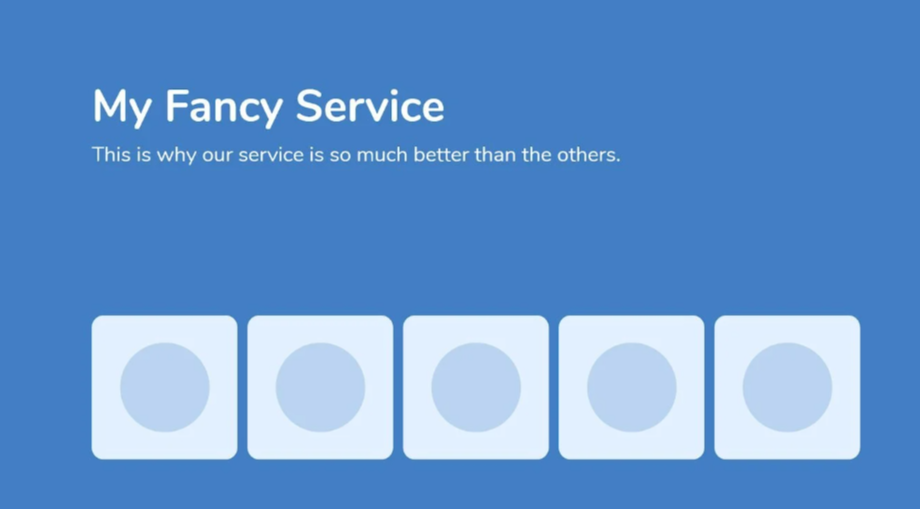 My Fancy Service
This is why our service is so much better than the others.